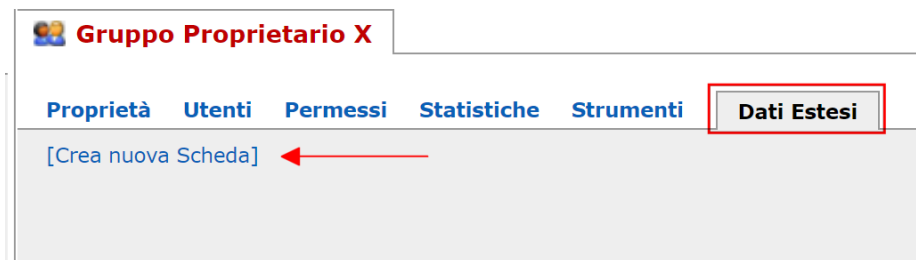 Gruppo Proprietario X
Proprietà Utenti Permessi Statistiche Strumenti Dati Estesi
[Crea nuova Scheda]